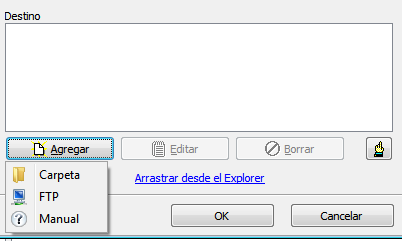 Destino
Agregar Editar Borrar
Carpeta
Arrastrar desde el Explorer
FTP
Manual
OK Cancelar